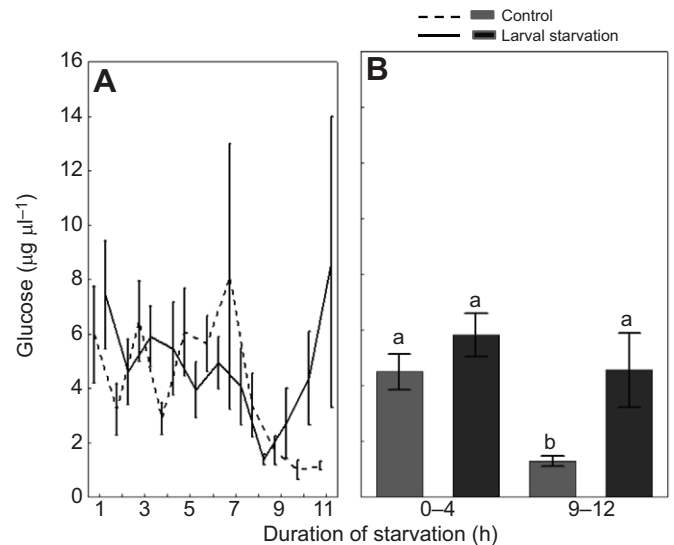 Control
Larval starvation
A
B
16
14
12
10
8
6
4
2
0
Glucose (µg µl⁻¹)
a
a
a
b
1 3 5 7 9 11
0–4 9–12
Duration of starvation (h)